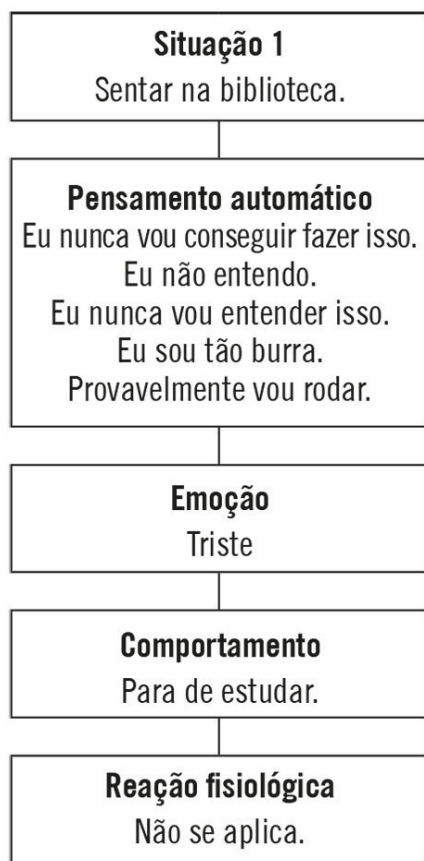 Situação 1
Sentar na biblioteca.
Pensamento automático
Eu nunca vou conseguir fazer isso.
Eu não entendo.
Eu nunca vou entender isso.
Eu sou tão burra.
Provavelmente vou rodar.
Emoção
Triste
Comportamento
Para de estudar.
Reação fisiológica
Não se aplica.